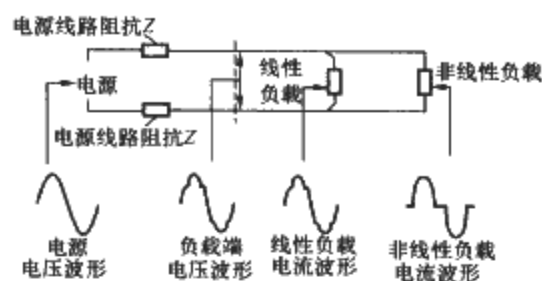 电源线路阻抗Z
电源
线性
负载
非线性负载
电源线路阻抗Z
电源
电压波形
负载端
电压波形
线性负载
电流波形
非线性负载
电流波形